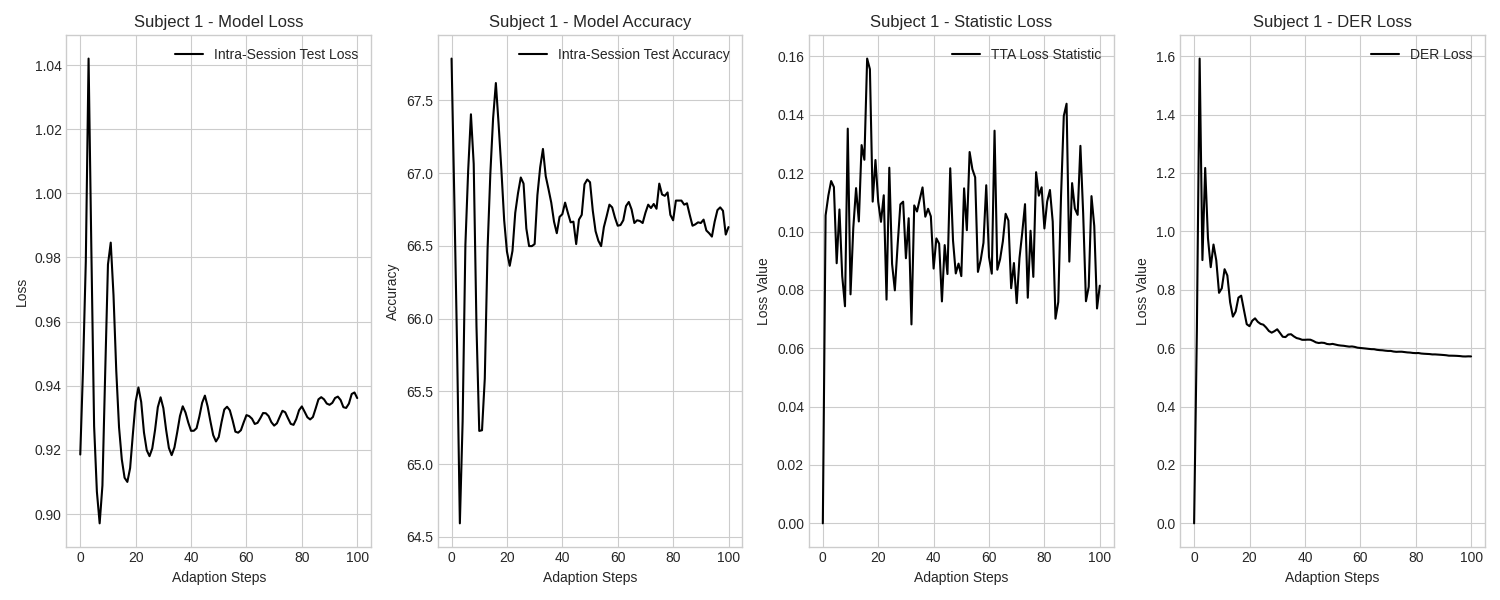 Subject 1 - Model Loss
Intra-Session Test Loss
Loss
1.04
1.02
1.00
0.98
0.96
0.94
0.92
0.90
0 20 40 60 80 100
Adaption Steps
Subject 1 - Model Accuracy
Intra-Session Test Accuracy
Accuracy
67.5
67.0
66.5
66.0
65.5
65.0
64.5
0 20 40 60 80 100
Adaption Steps
Subject 1 - Statistic Loss
TTA Loss Statistic
Loss Value
0.16
0.14
0.12
0.10
0.08
0.06
0.04
0.02
0.00
0 20 40 60 80 100
Adaption Steps
Subject 1 - DER Loss
DER Loss
Loss Value
1.6
1.4
1.2
1.0
0.8
0.6
0.4
0.2
0.0
0 20 40 60 80 100
Adaption Steps